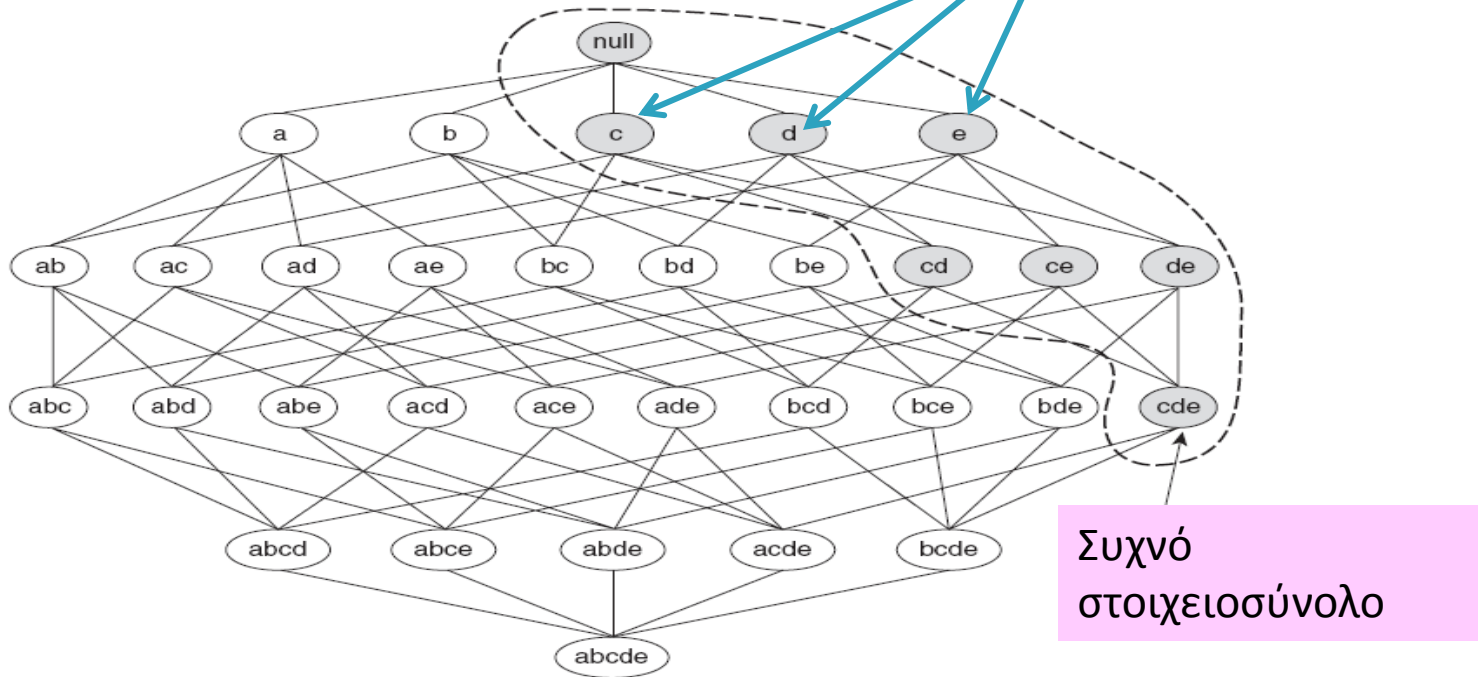 null
a b c d e
ab ac ad ae bc bd be cd ce de
abc abd abe acd ace ade bcd bce bde cde
abcd abce abde acde bcde
Συχνό
στοιχειοσύνολο
abcde